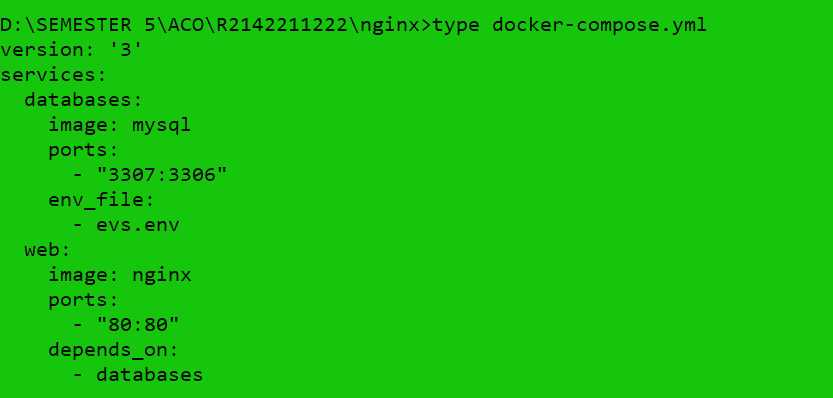 D:\SEMESTER 5\ACO\R2142211222\nginx>type docker-compose.yml
version: '3'
services:
  databases:
    image: mysql
    ports:
      - "3307:3306"
    env_file:
      - evs.env
  web:
    image: nginx
    ports:
      - "80:80"
    depends_on:
      - databases